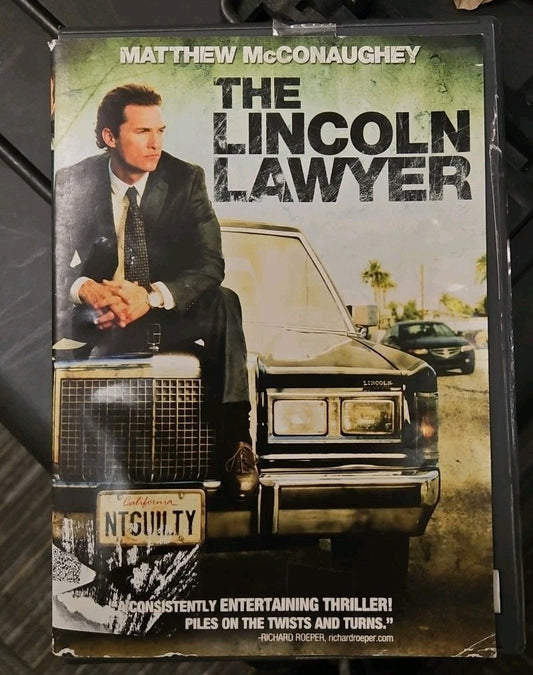 MATTHEW McCONAUGHEY
THE
LINCOLN
LAWYER
LINCOLN
California
NTGUILTY
"A CONSISTENTLY ENTERTAINING THRILLER!
PILES ON THE TWISTS AND TURNS."
-RICHARD ROEPER, richardroeper.com